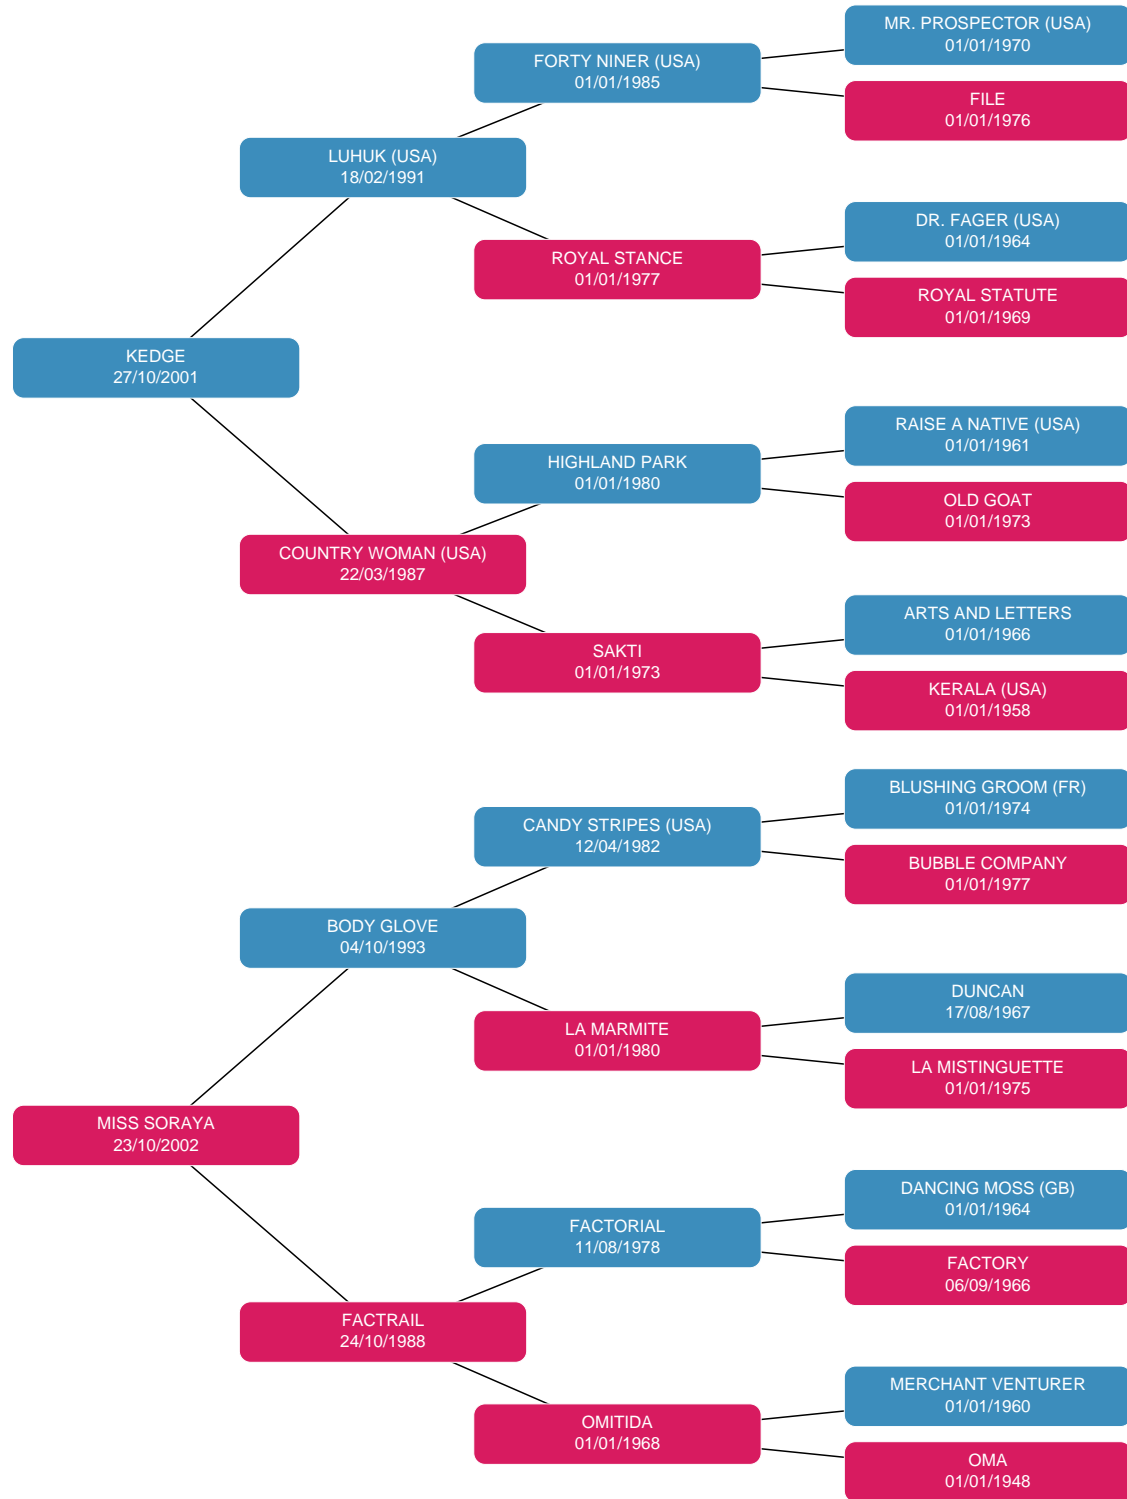 MR. PROSPECTOR (USA)
01/01/1970
FORTY NINER (USA)
01/01/1985
FILE
01/01/1976
LUHUK (USA)
18/02/1991
DR. FAGER (USA)
01/01/1964
ROYAL STANCE
01/01/1977
ROYAL STATUTE
01/01/1969
KEDGE
27/10/2001
RAISE A NATIVE (USA)
01/01/1961
HIGHLAND PARK
01/01/1980
OLD GOAT
01/01/1973
COUNTRY WOMAN (USA)
22/03/1987
ARTS AND LETTERS
01/01/1966
SAKTI
01/01/1973
KERALA (USA)
01/01/1958
BLUSHING GROOM (FR)
01/01/1974
CANDY STRIPES (USA)
12/04/1982
BUBBLE COMPANY
01/01/1977
BODY GLOVE
04/10/1993
DUNCAN
17/08/1967
LA MARMITE
01/01/1980
LA MISTINGUETTE
01/01/1975
MISS SORAYA
23/10/2002
DANCING MOSS (GB)
01/01/1964
FACTORIAL
11/08/1978
FACTORY
06/09/1966
FACTRAIL
24/10/1988
MERCHANT VENTURER
01/01/1960
OMITIDA
01/01/1968
OMA
01/01/1948